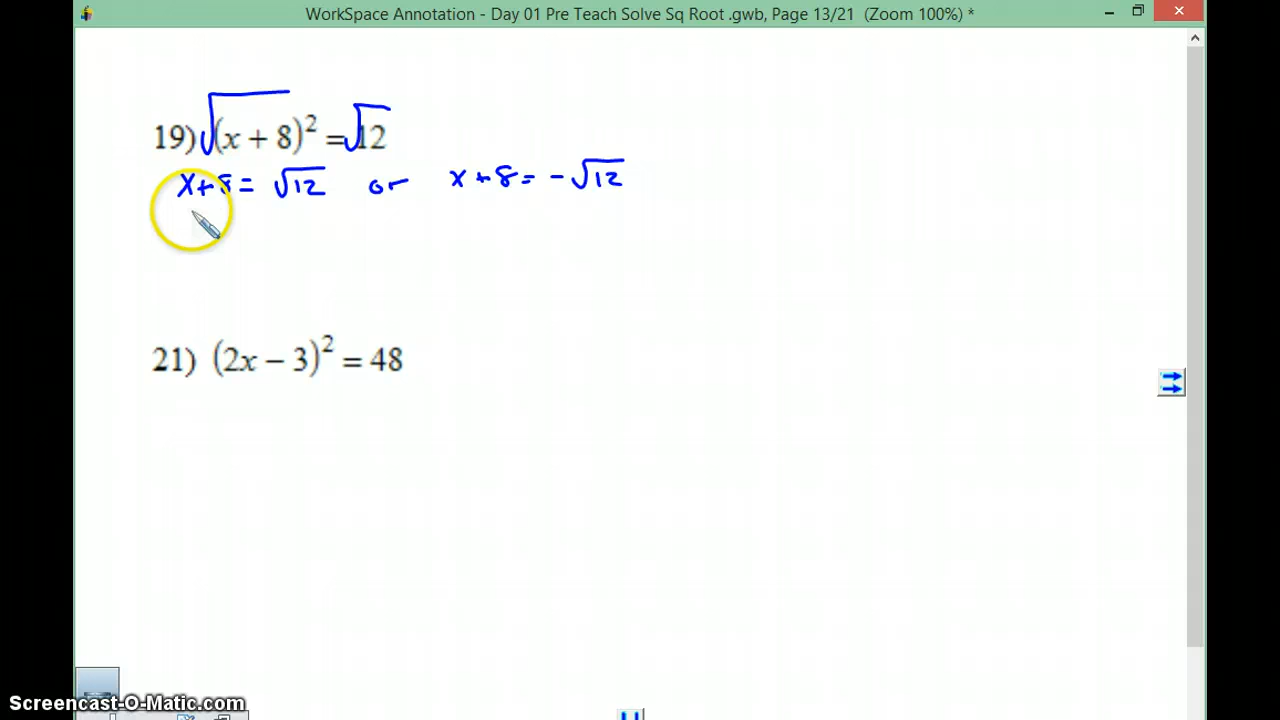 WorkSpace Annotation - Day 01 Pre Teach Solve Sq Root .gwb, Page 13/21 (Zoom 100%) *
19) √(x + 8)² = √12
x+8 = √12 or x+8 = -√12
21) (2x − 3)² = 48
Screencast-O-Matic.com